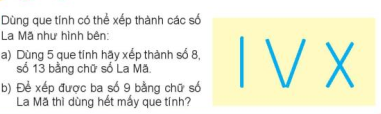 Dùng que tính có thể xếp thành các số
La Mã như hình bên:
a) Dùng 5 que tính hãy xếp thành số 8,
số 13 bằng chữ số La Mã.
b) Để xếp được ba số 9 bằng chữ số
La Mã thì dùng hết mấy que tính?
I V X